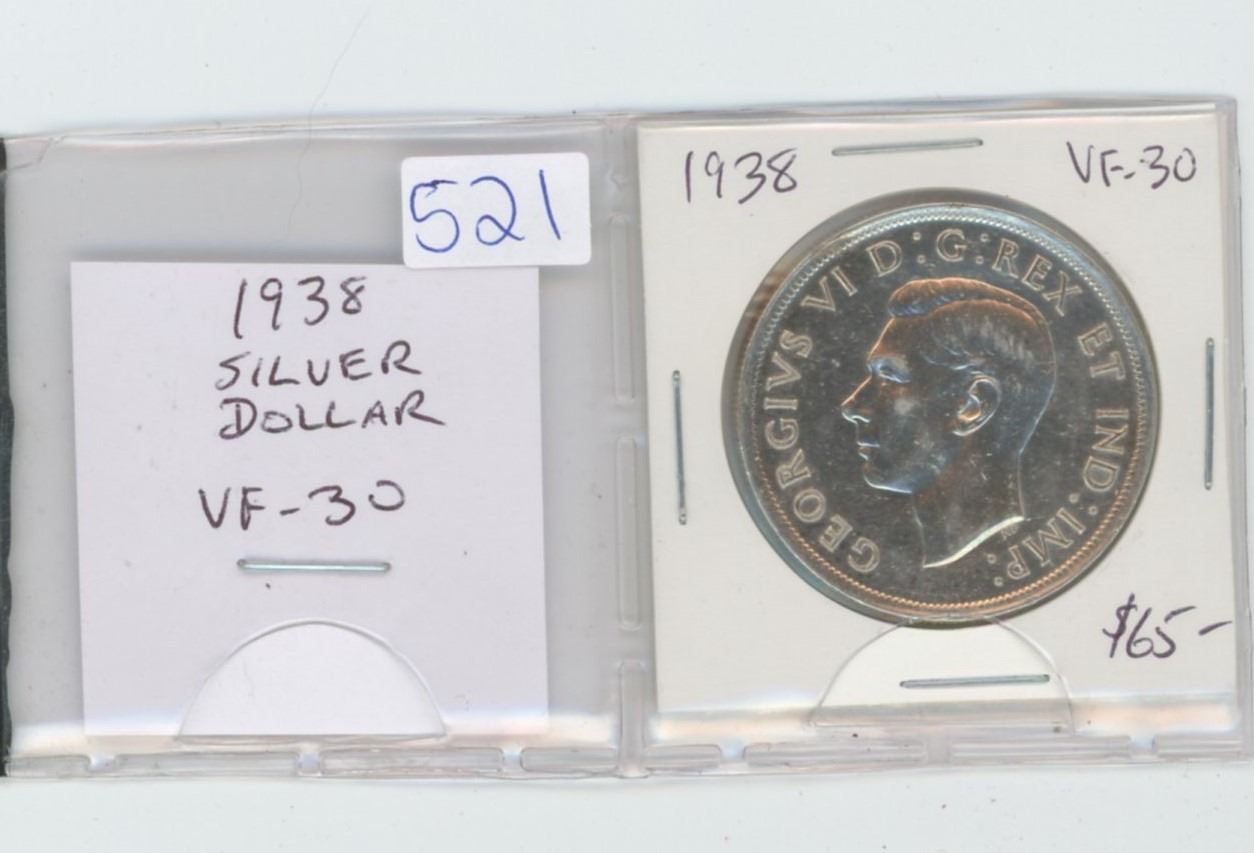 521
1938
SILVER
DOLLAR
VF-30
1938
VF-30
GEORGIVS VI D:G:REX ET IND:IMP:
$65-